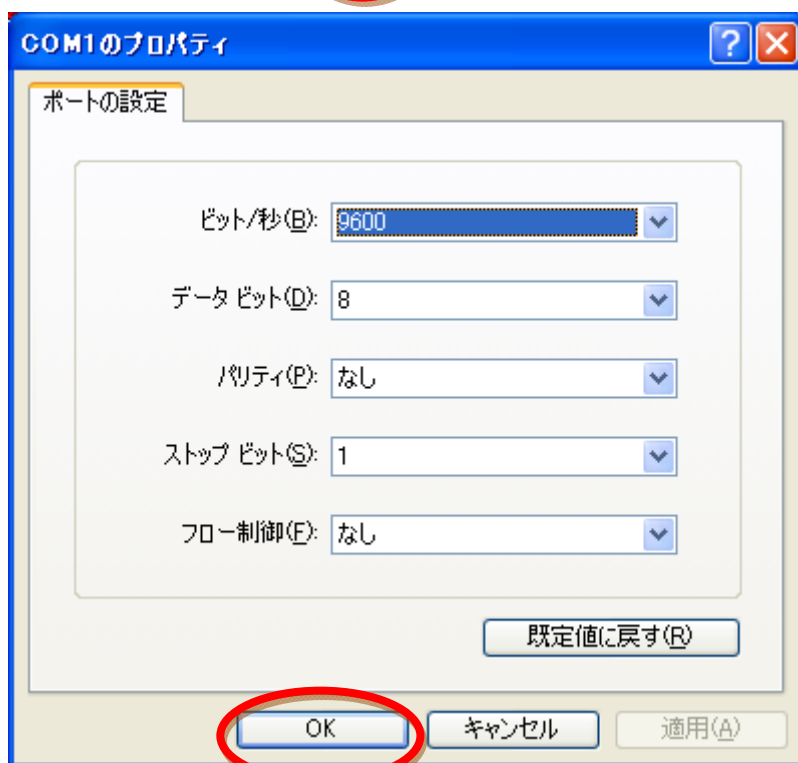 COM1のプロパティ
ポートの設定
ビット/秒(B): 9600
データ ビット(D): 8
パリティ(P): なし
ストップ ビット(S): 1
フロー制御(F): なし
既定値に戻す(R)
OK キャンセル 適用(A)